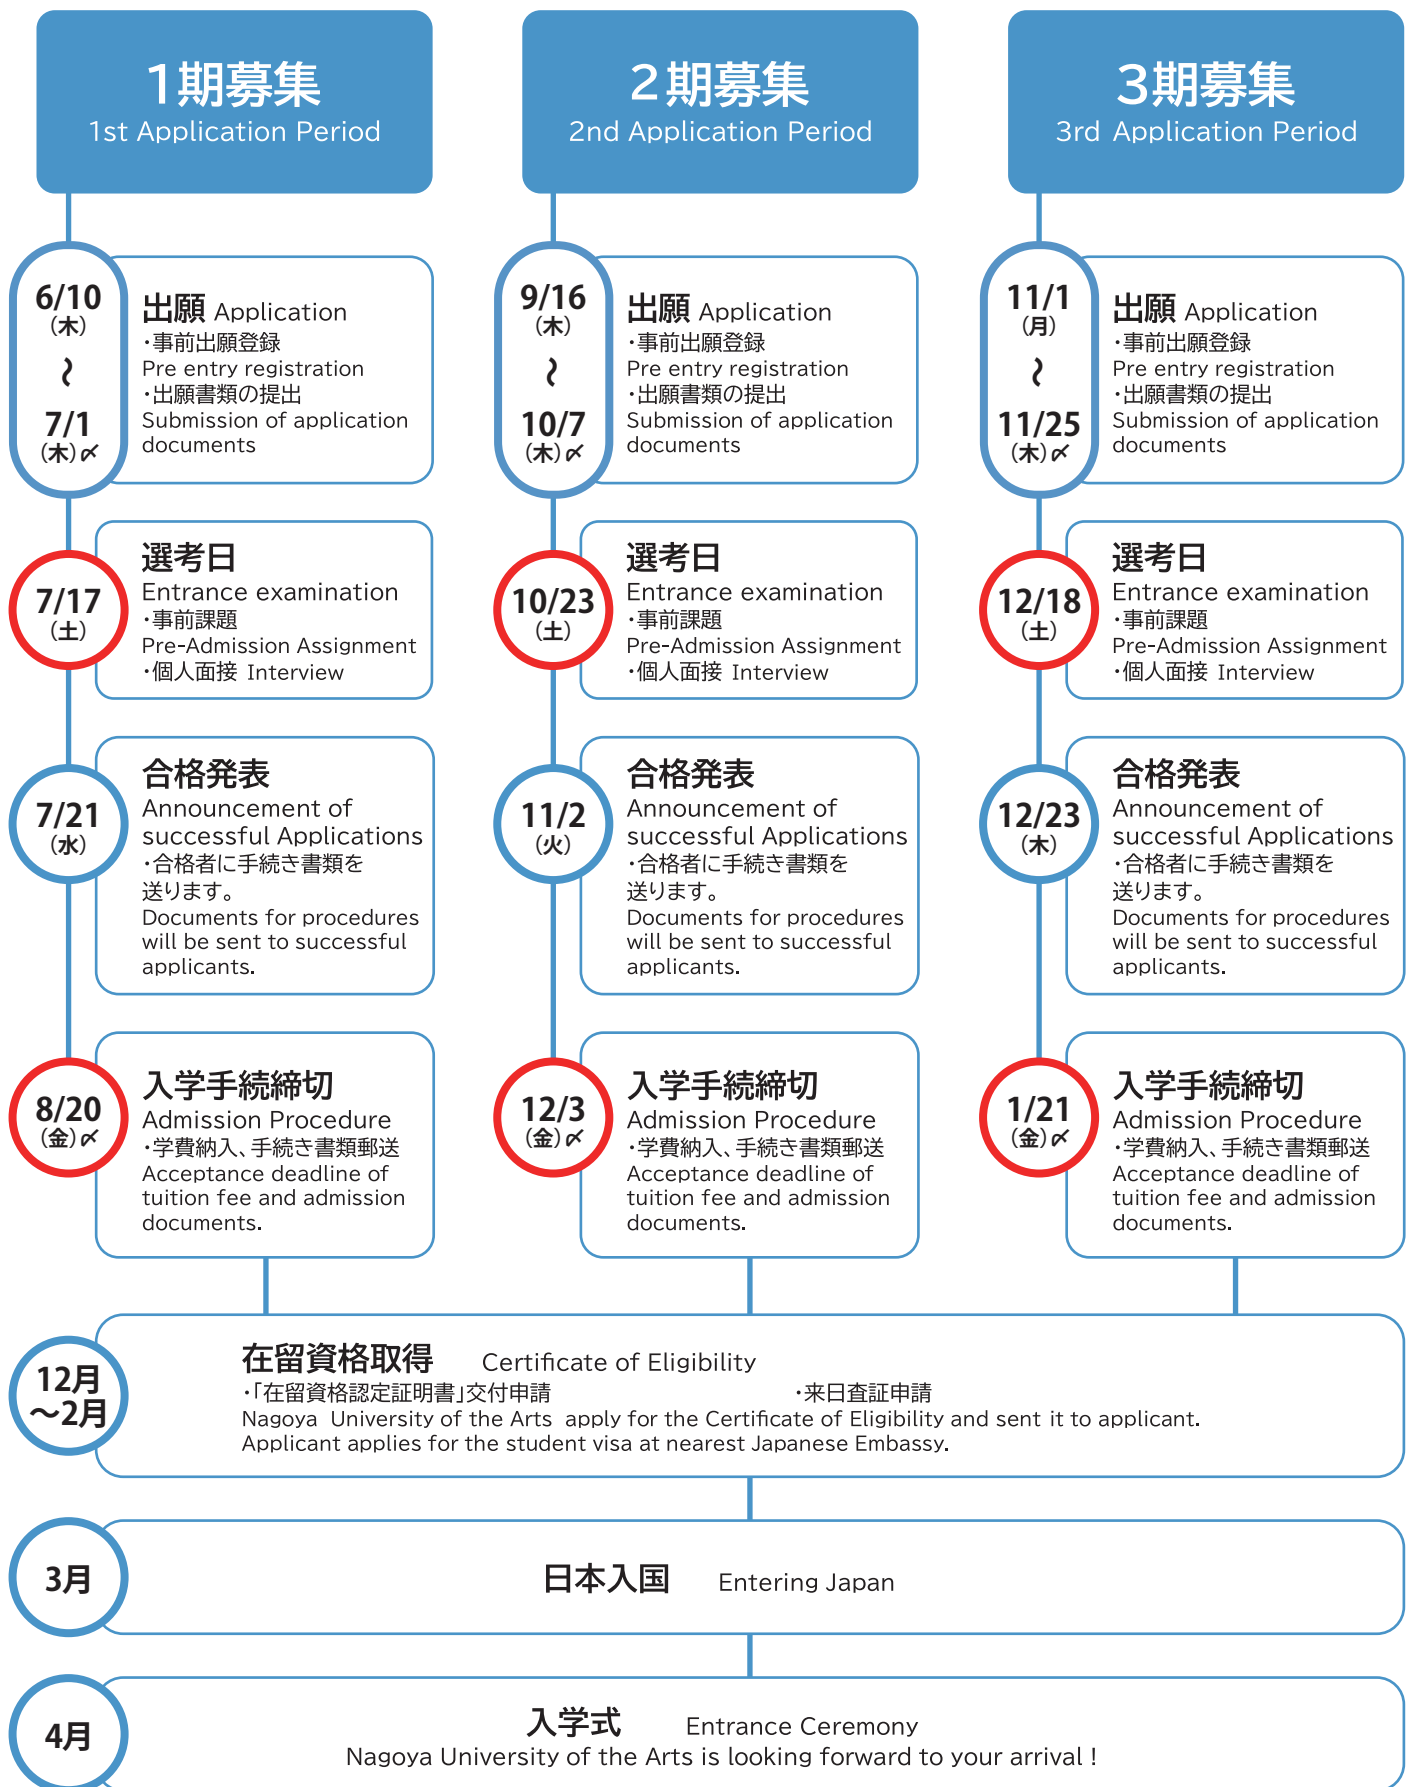 1期募集
1st Application Period
6/10
(木)
〜
7/1
(木)〆
出願 Application
・事前出願登録
Pre entry registration
・出願書類の提出
Submission of application
documents
7/17
(土)
選考日
Entrance examination
・事前課題
Pre-Admission Assignment
・個人面接 Interview
7/21
(水)
合格発表
Announcement of
successful Applications
・合格者に手続き書類を
送ります。
Documents for procedures
will be sent to successful
applicants.
8/20
(金)〆
入学手続締切
Admission Procedure
・学費納入、手続き書類郵送
Acceptance deadline of
tuition fee and admission
documents.
2期募集
2nd Application Period
9/16
(木)
〜
10/7
(木)〆
出願 Application
・事前出願登録
Pre entry registration
・出願書類の提出
Submission of application
documents
10/23
(土)
選考日
Entrance examination
・事前課題
Pre-Admission Assignment
・個人面接 Interview
11/2
(火)
合格発表
Announcement of
successful Applications
・合格者に手続き書類を
送ります。
Documents for procedures
will be sent to successful
applicants.
12/3
(金)〆
入学手続締切
Admission Procedure
・学費納入、手続き書類郵送
Acceptance deadline of
tuition fee and admission
documents.
3期募集
3rd Application Period
11/1
(月)
〜
11/25
(木)〆
出願 Application
・事前出願登録
Pre entry registration
・出願書類の提出
Submission of application
documents
12/18
(土)
選考日
Entrance examination
・事前課題
Pre-Admission Assignment
・個人面接 Interview
12/23
(木)
合格発表
Announcement of
successful Applications
・合格者に手続き書類を
送ります。
Documents for procedures
will be sent to successful
applicants.
1/21
(金)〆
入学手続締切
Admission Procedure
・学費納入、手続き書類郵送
Acceptance deadline of
tuition fee and admission
documents.
12月
〜2月
在留資格取得 Certificate of Eligibility
・「在留資格認定証明書」交付申請 ・来日査証申請
Nagoya University of the Arts apply for the Certificate of Eligibility and sent it to applicant.
Applicant applies for the student visa at nearest Japanese Embassy.
3月
日本入国 Entering Japan
4月
入学式 Entrance Ceremony
Nagoya University of the Arts is looking forward to your arrival !